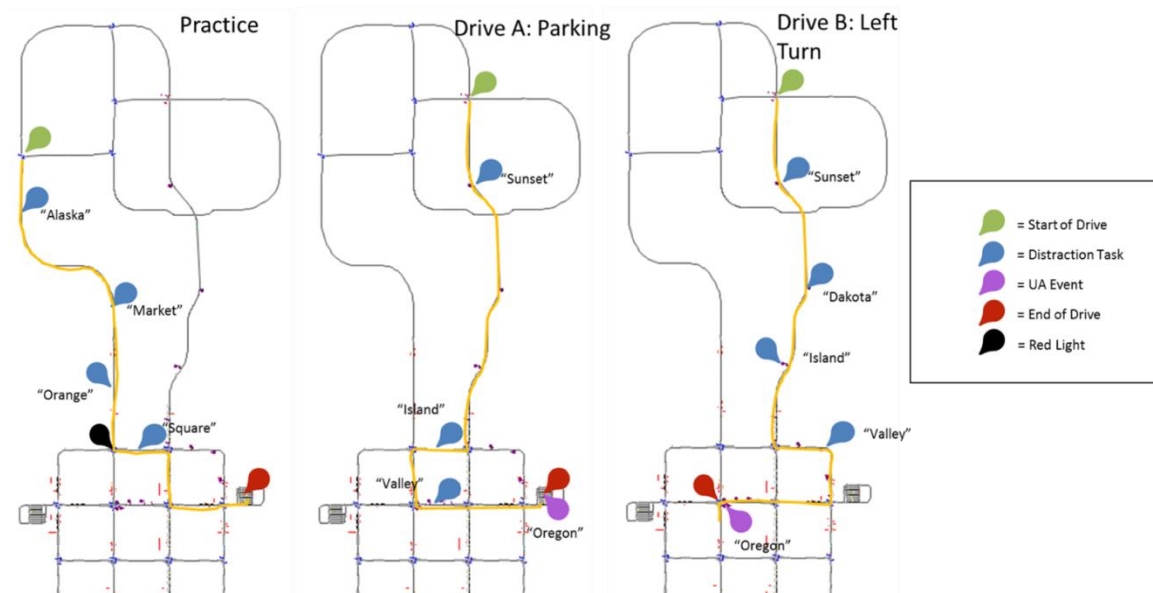 Practice
Drive A: Parking
Drive B: Left
Turn
“Alaska”
“Market”
“Orange”
“Square”
“Sunset”
“Island”
“Valley”
“Oregon”
“Sunset”
“Dakota”
“Island”
“Valley”
“Oregon”
= Start of Drive
= Distraction Task
= UA Event
= End of Drive
= Red Light